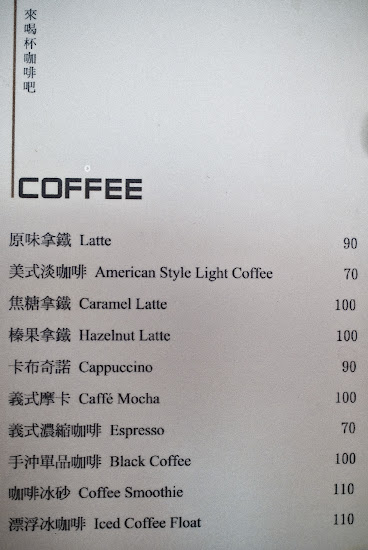 來喝杯咖啡吧
COFFEE
原味拿鐵 Latte 90
美式淡咖啡 American Style Light Coffee 70
焦糖拿鐵 Caramel Latte 100
榛果拿鐵 Hazelnut Latte 100
卡布奇諾 Cappuccino 90
義式摩卡 Caffé Mocha 100
義式濃縮咖啡 Espresso 70
手沖單品咖啡 Black Coffee 100
咖啡冰砂 Coffee Smoothie 110
漂浮冰咖啡 Iced Coffee Float 110